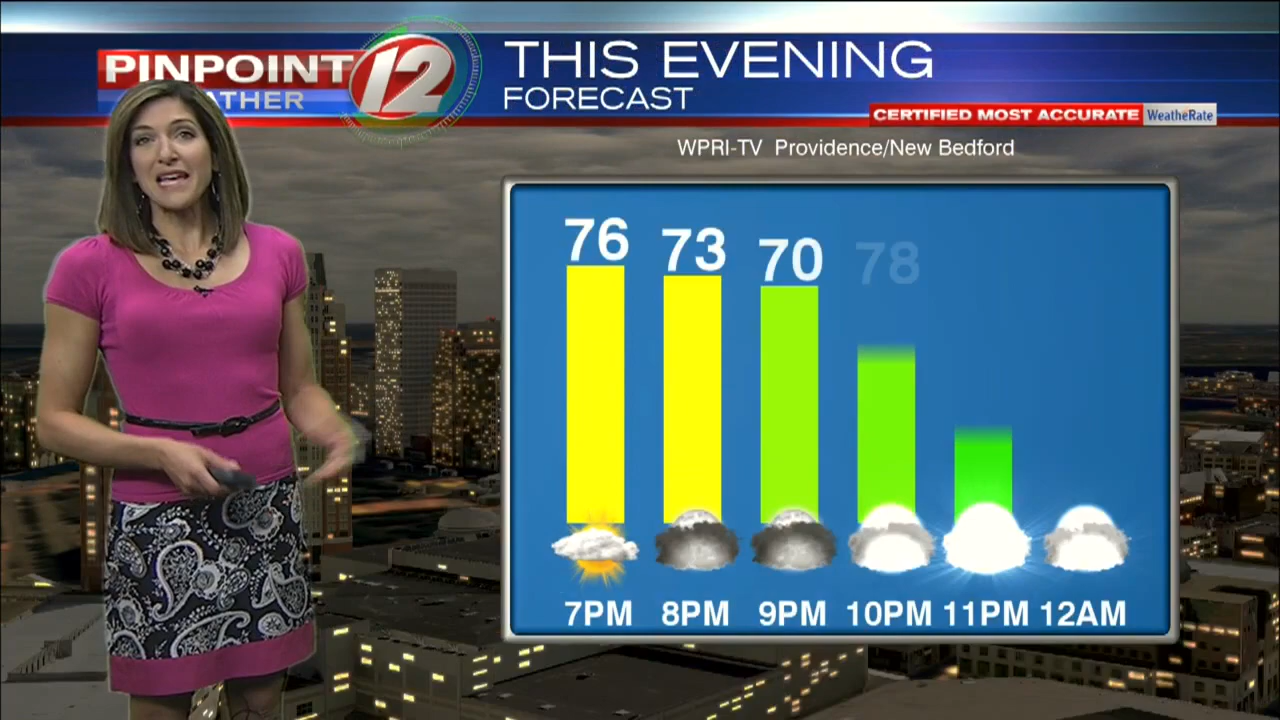 PINPOINT 12
WEATHER
THIS EVENING
FORECAST
CERTIFIED MOST ACCURATE WeatheRate
WPRI-TV Providence/New Bedford
76 73 70 78
7PM 8PM 9PM 10PM 11PM 12AM